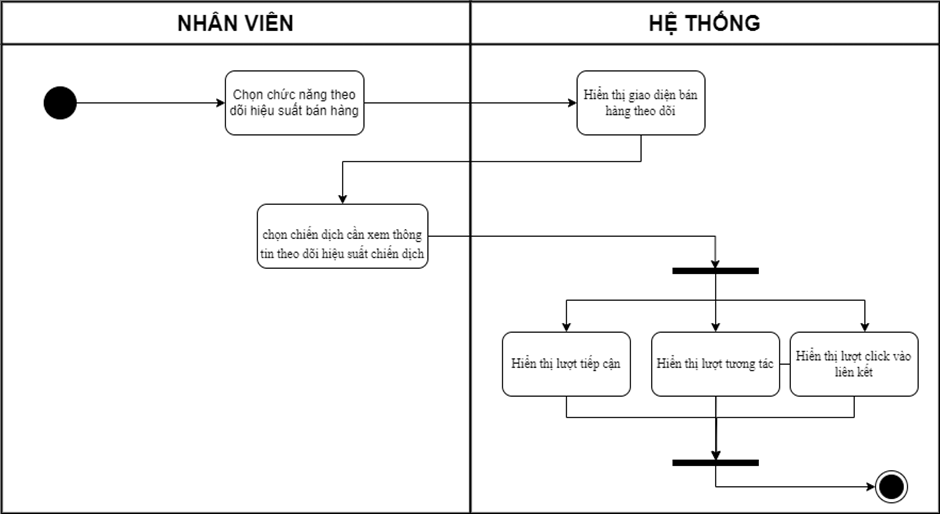 NHÂN VIÊN
HỆ THỐNG
Chọn chức năng theo
dõi hiệu suất bán hàng
Hiển thị giao diện bán
hàng theo dõi
chọn chiến dịch cần xem thông
tin theo dõi hiệu suất chiến dịch
Hiển thị lượt tiếp cận
Hiển thị lượt tương tác
Hiển thị lượt click vào
liên kết